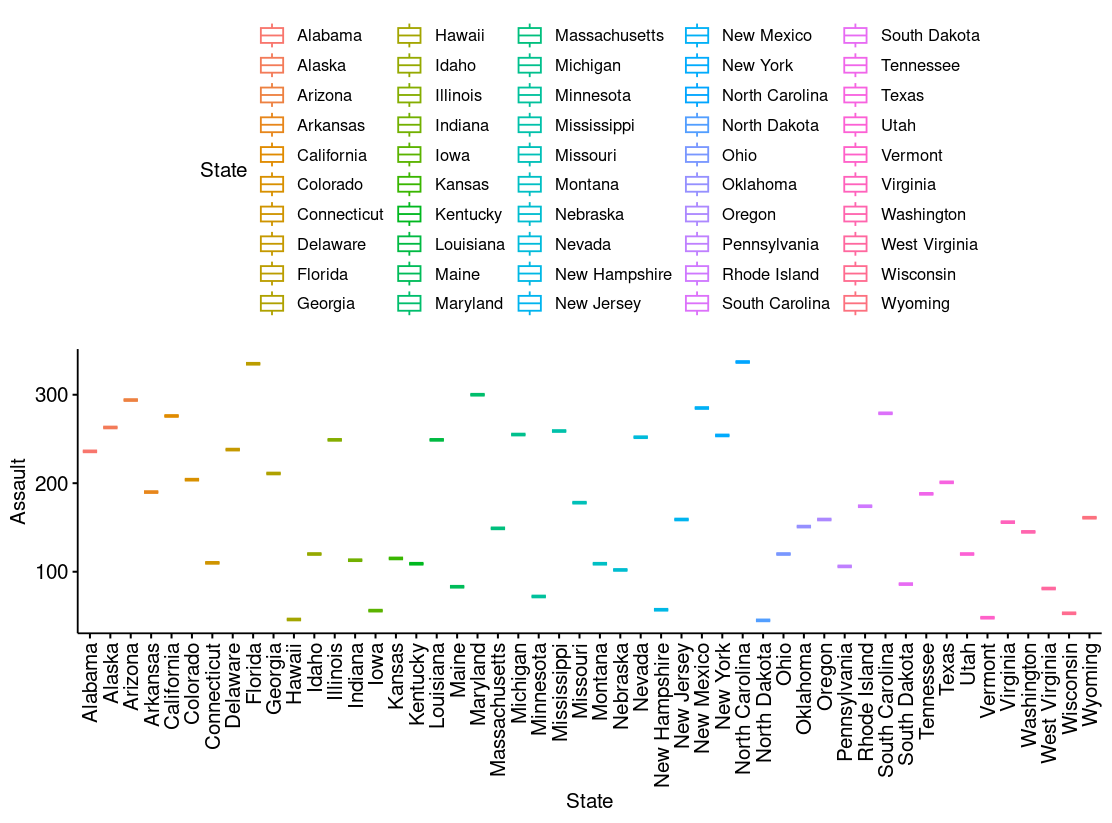 Alabama Hawaii Massachusetts New Mexico South Dakota
Alaska Idaho Michigan New York Tennessee
Arizona Illinois Minnesota North Carolina Texas
Arkansas Indiana Mississippi North Dakota Utah
California Iowa Missouri Ohio Vermont
State
Colorado Kansas Montana Oklahoma Virginia
Connecticut Kentucky Nebraska Oregon Washington
Delaware Louisiana Nevada Pennsylvania West Virginia
Florida Maine New Hampshire Rhode Island Wisconsin
Georgia Maryland New Jersey South Carolina Wyoming
300
200
100
Assault
Alabama
Alaska
Arizona
Arkansas
California
Colorado
Connecticut
Delaware
Florida
Georgia
Hawaii
Idaho
Illinois
Indiana
Iowa
Kansas
Kentucky
Louisiana
Maine
Maryland
Massachusetts
Michigan
Minnesota
Mississippi
Missouri
Montana
Nebraska
Nevada
New Hampshire
New Jersey
New Mexico
New York
North Carolina
North Dakota
Ohio
Oklahoma
Oregon
Pennsylvania
Rhode Island
South Carolina
South Dakota
Tennessee
Texas
Utah
Vermont
Virginia
Washington
West Virginia
Wisconsin
Wyoming
State